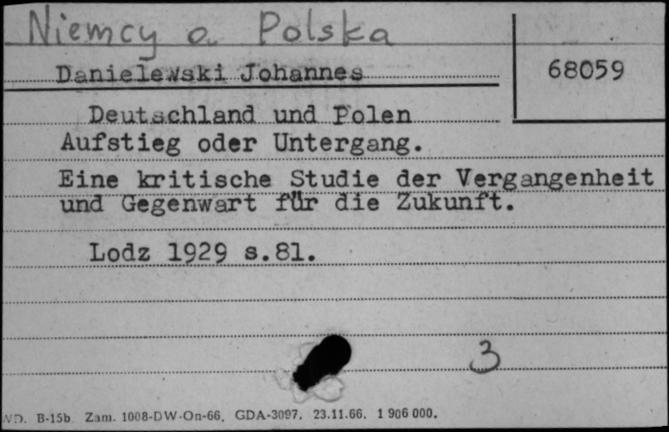 Niemcy a Polska
Danielewski Johannes
68059
Deutschland und Polen
Aufstieg oder Untergang.
Eine kritische Studie der Vergangenheit
und Gegenwart für die Zukunft.
Lodz 1929 s.81.
3
B-15b. Zam. 1008-DW-On-66. GDA-3097. 23.11.66. 1 906 000.